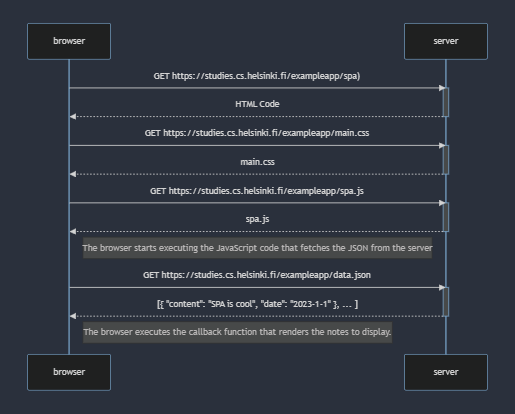 browser server
GET https://studies.cs.helsinki.fi/exampleapp/spa)
HTML Code
GET https://studies.cs.helsinki.fi/exampleapp/main.css
main.css
GET https://studies.cs.helsinki.fi/exampleapp/spa.js
spa.js
The browser starts executing the JavaScript code that fetches the JSON from the server
GET https://studies.cs.helsinki.fi/exampleapp/data.json
[{ "content": "SPA is cool", "date": "2023-1-1" }, ... ]
The browser executes the callback function that renders the notes to display.
browser server